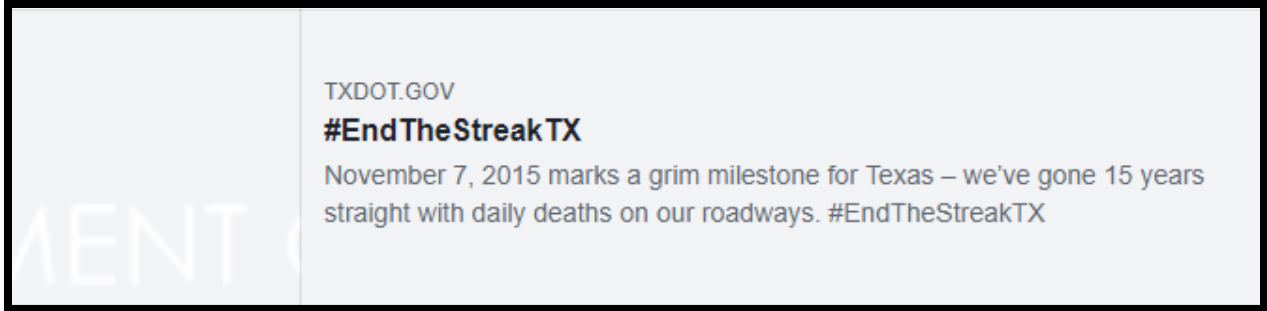 TXDOT.GOV
#EndTheStreakTX
November 7, 2015 marks a grim milestone for Texas – we've gone 15 years
straight with daily deaths on our roadways. #EndTheStreakTX
MENT